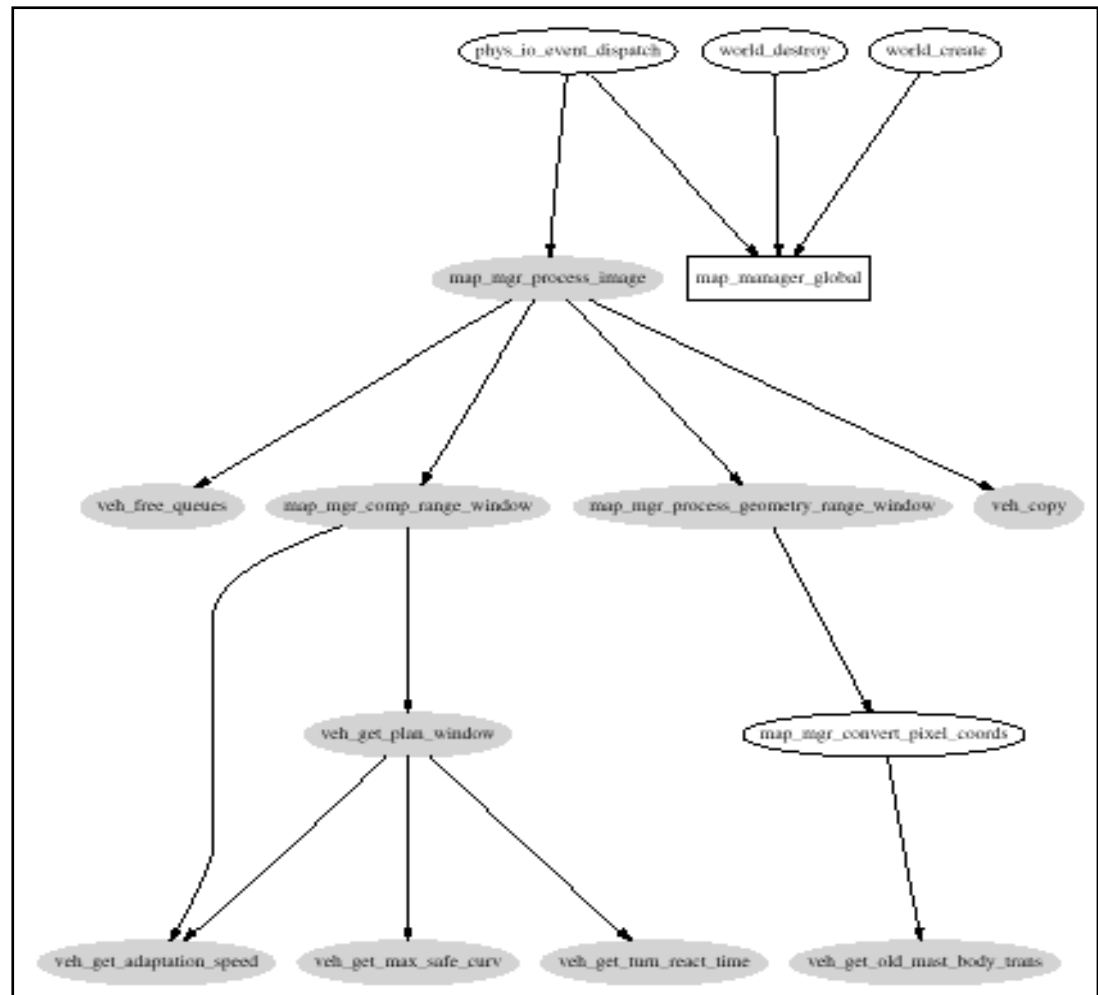 phys_io_event_dispatch
world_destroy
world_create
map_mgr_process_image
map_manager_global
veh_free_queues
map_mgr_comp_range_window
map_mgr_process_geometry_range_window
veh_copy
veh_get_plan_window
map_mgr_convert_pixel_coords
veh_get_adaptation_speed
veh_get_max_safe_curv
veh_get_turn_react_time
veh_get_old_mast_body_trans